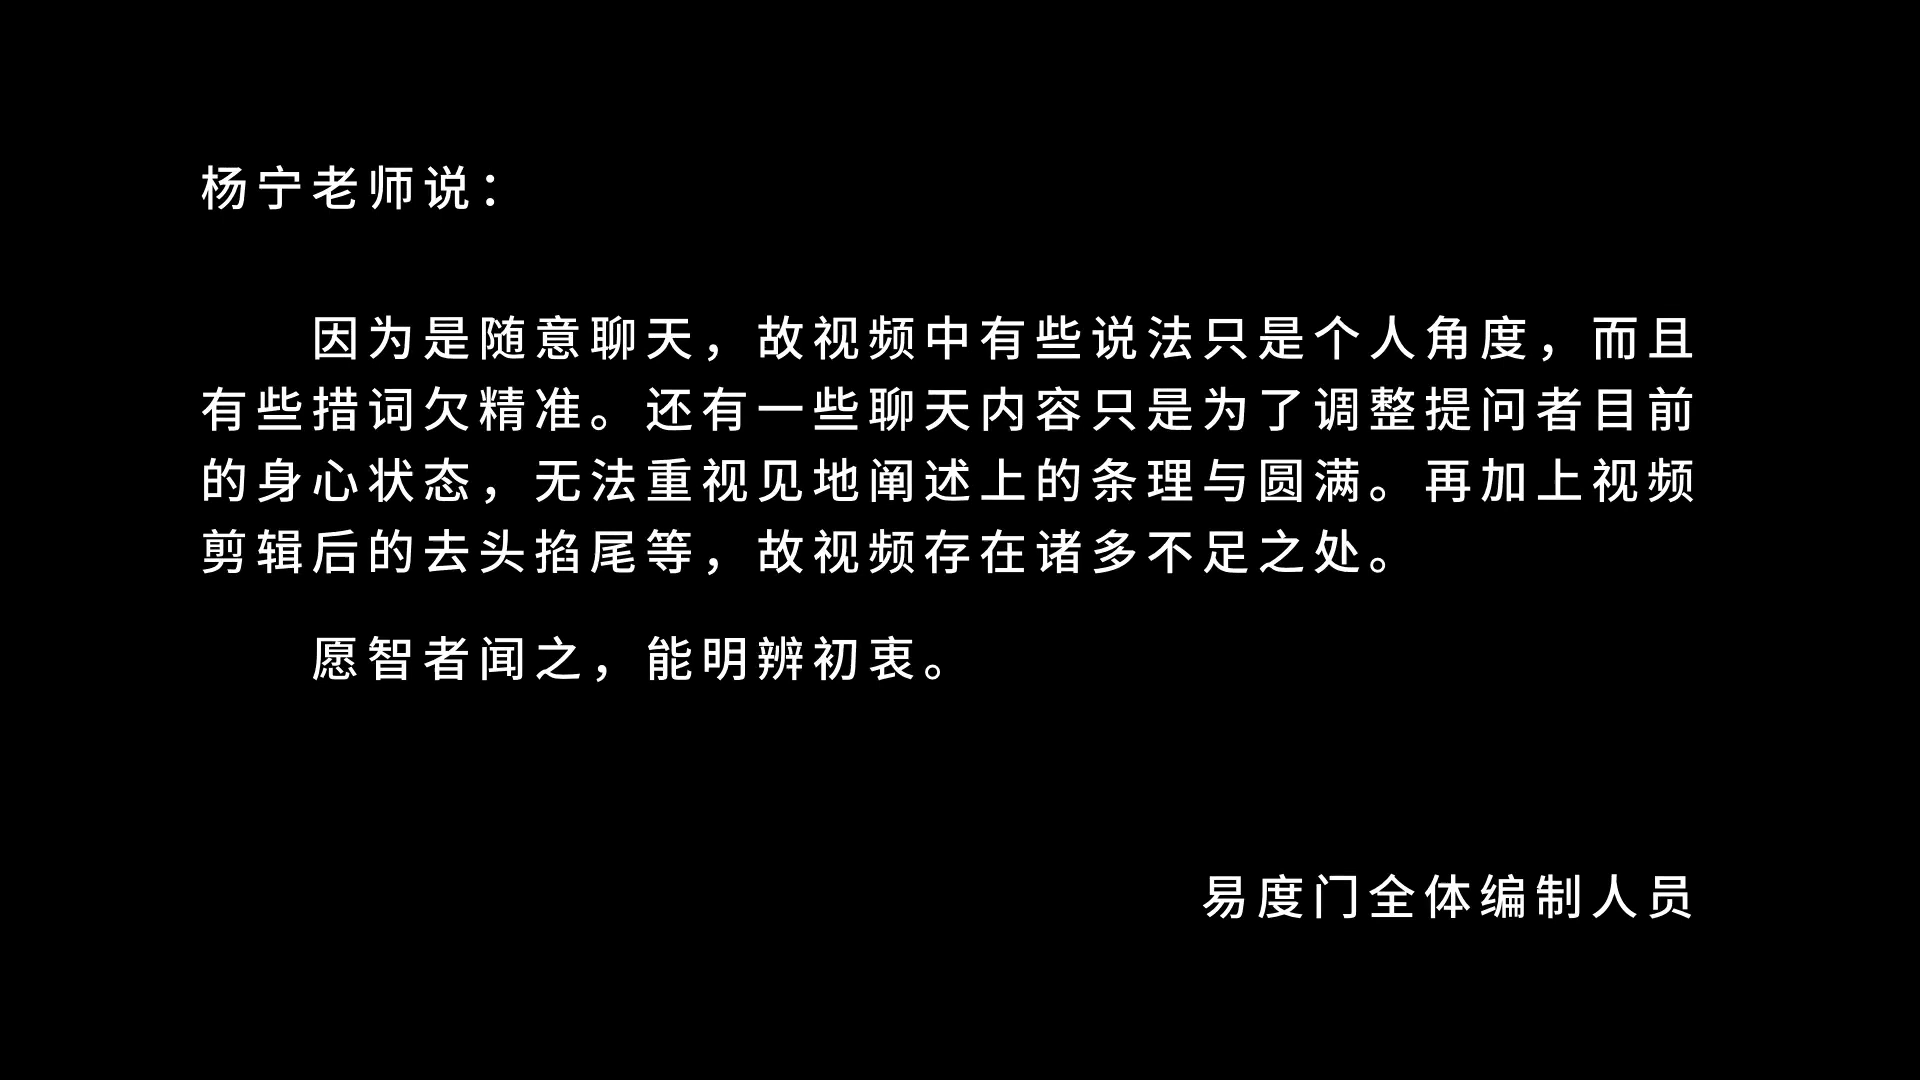 杨宁老师说：
因为是随意聊天，故视频中有些说法只是个人角度，而且
有些措词欠精准。还有一些聊天内容只是为了调整提问者目前
的身心状态，无法重视见地阐述上的条理与圆满。再加上视频
剪辑后的去头掐尾等，故视频存在诸多不足之处。
愿智者闻之，能明辨初衷。
易度门全体编制人员